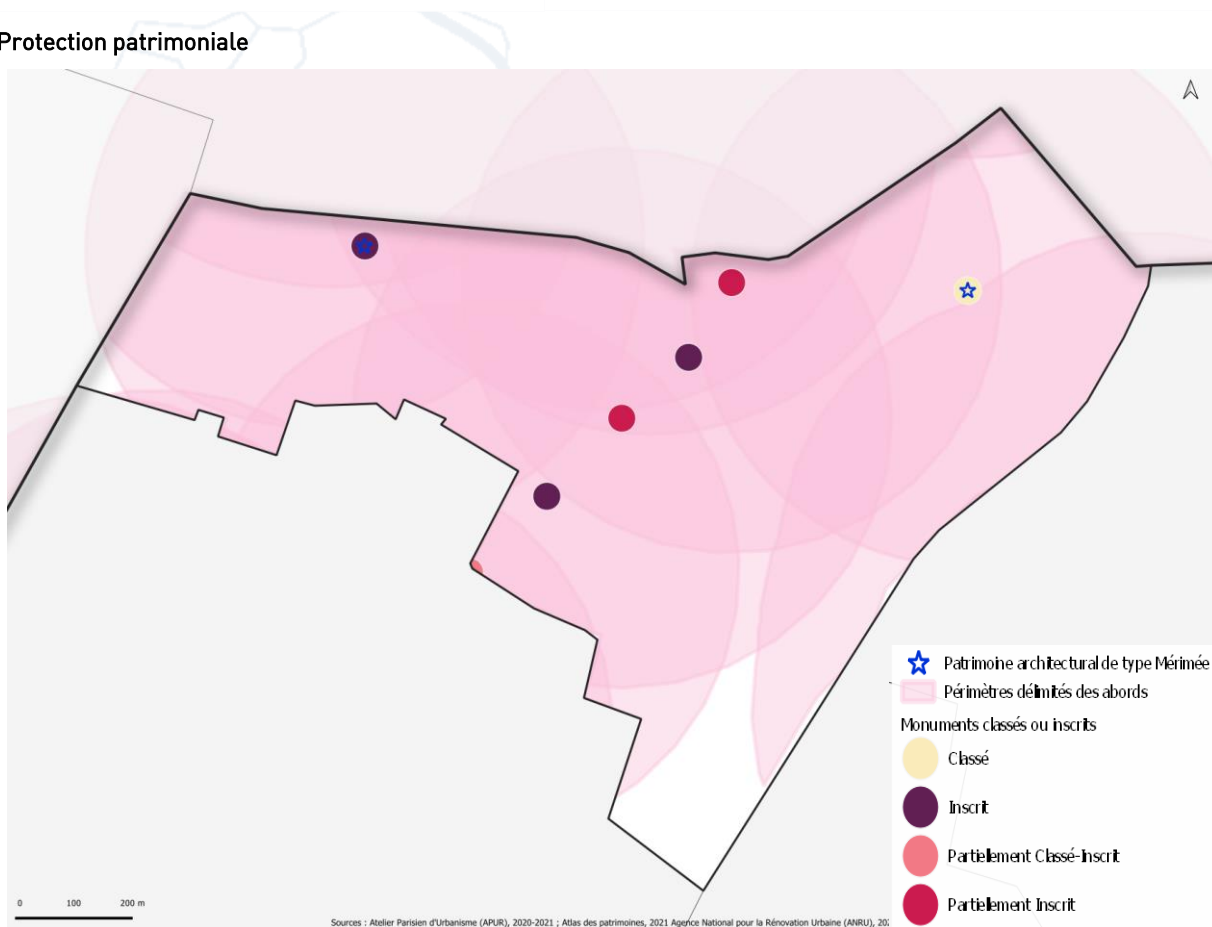 Protection patrimoniale
Patrimoine architectural de type Mérimée
Périmètres délimités des abords
Monuments classés ou inscrits
Classé
Inscrit
Partiellement Classé-Inscrit
Partiellement Inscrit
0 100 200 m
Sources : Atelier Parisien d'Urbanisme (APUR), 2020-2021 ; Atlas des patrimoines, 2021 Agence National pour la Rénovation Urbaine (ANRU), 202